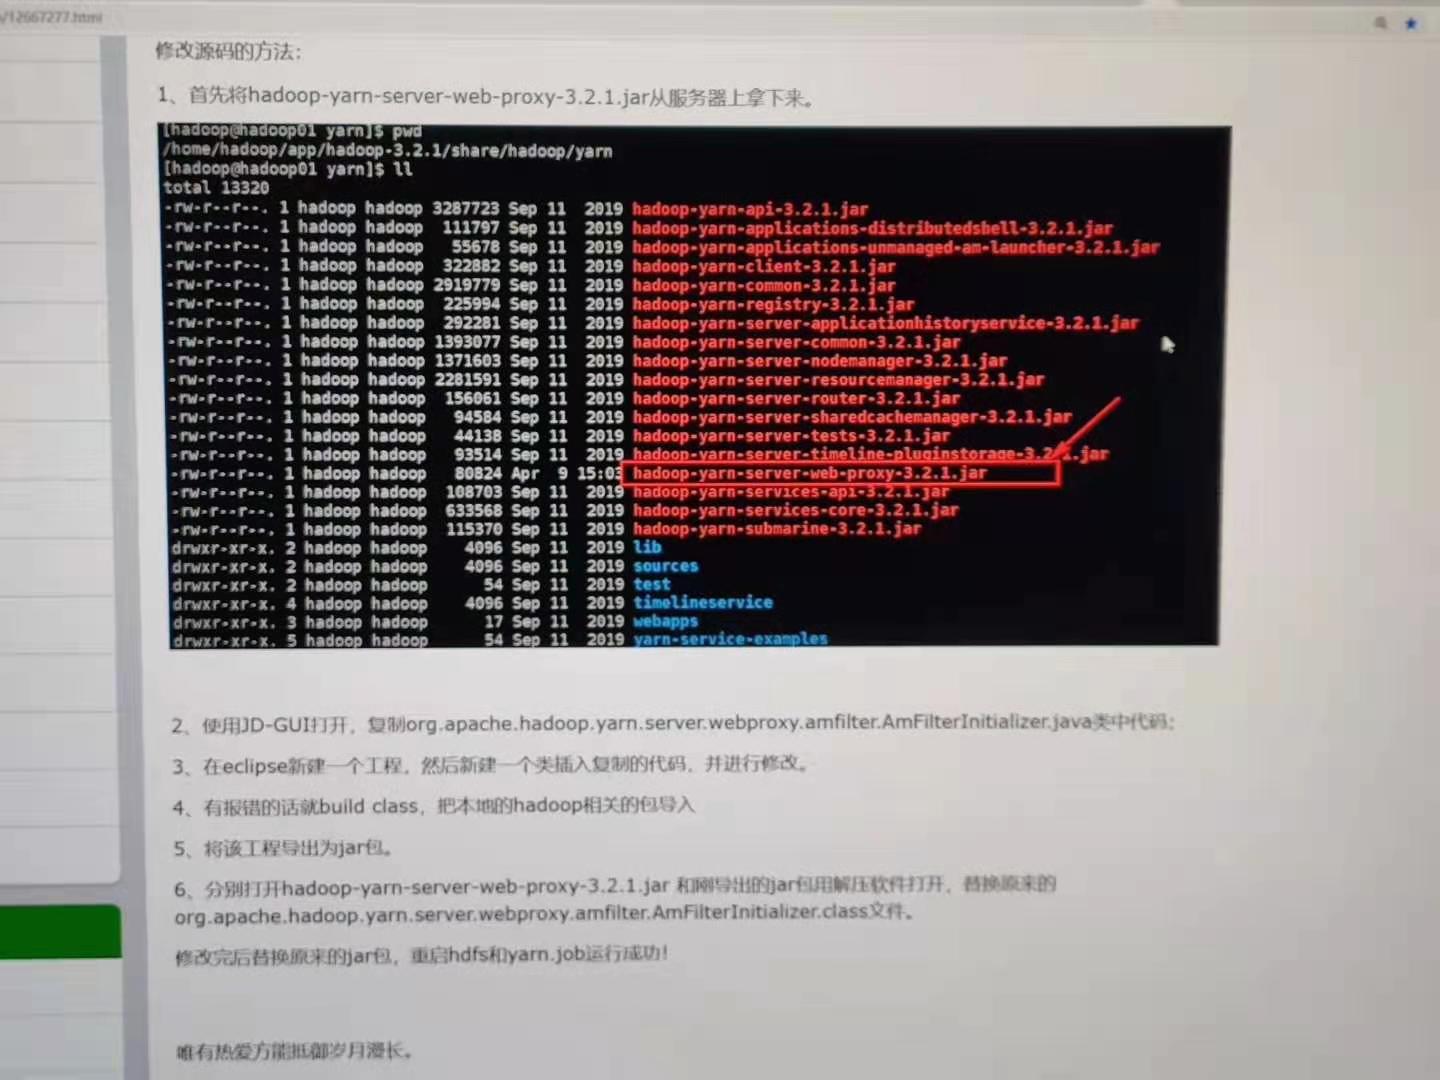 /12667277.html
修改源码的方法：
1、首先将hadoop-yarn-server-web-proxy-3.2.1.jar从服务器上拿下来。
[hadoop@hadoop01 yarn]$ pwd
/home/hadoop/app/hadoop-3.2.1/share/hadoop/yarn
[hadoop@hadoop01 yarn]$ ll
total 13320
-rw-r--r--. 1 hadoop hadoop 3287723 Sep 11 2019 hadoop-yarn-api-3.2.1.jar
-rw-r--r--. 1 hadoop hadoop 111797 Sep 11 2019 hadoop-yarn-applications-distributedshell-3.2.1.jar
-rw-r--r--. 1 hadoop hadoop 55678 Sep 11 2019 hadoop-yarn-applications-unmanaged-am-launcher-3.2.1.jar
-rw-r--r--. 1 hadoop hadoop 322882 Sep 11 2019 hadoop-yarn-client-3.2.1.jar
-rw-r--r--. 1 hadoop hadoop 2919779 Sep 11 2019 hadoop-yarn-common-3.2.1.jar
-rw-r--r--. 1 hadoop hadoop 225994 Sep 11 2019 hadoop-yarn-registry-3.2.1.jar
-rw-r--r--. 1 hadoop hadoop 292281 Sep 11 2019 hadoop-yarn-server-applicationhistoryservice-3.2.1.jar
-rw-r--r--. 1 hadoop hadoop 1393077 Sep 11 2019 hadoop-yarn-server-common-3.2.1.jar
-rw-r--r--. 1 hadoop hadoop 1371603 Sep 11 2019 hadoop-yarn-server-nodemanager-3.2.1.jar
-rw-r--r--. 1 hadoop hadoop 2281591 Sep 11 2019 hadoop-yarn-server-resourcemanager-3.2.1.jar
-rw-r--r--. 1 hadoop hadoop 156061 Sep 11 2019 hadoop-yarn-server-router-3.2.1.jar
-rw-r--r--. 1 hadoop hadoop 94584 Sep 11 2019 hadoop-yarn-server-sharedcachemanager-3.2.1.jar
-rw-r--r--. 1 hadoop hadoop 44138 Sep 11 2019 hadoop-yarn-server-tests-3.2.1.jar
-rw-r--r--. 1 hadoop hadoop 93514 Sep 11 2019 hadoop-yarn-server-timeline-pluginstorage-3.2.1.jar
-rw-r--r--. 1 hadoop hadoop 80824 Apr 9 15:03 hadoop-yarn-server-web-proxy-3.2.1.jar
-rw-r--r--. 1 hadoop hadoop 108703 Sep 11 2019 hadoop-yarn-services-api-3.2.1.jar
-rw-r--r--. 1 hadoop hadoop 633568 Sep 11 2019 hadoop-yarn-services-core-3.2.1.jar
-rw-r--r--. 1 hadoop hadoop 115370 Sep 11 2019 hadoop-yarn-submarine-3.2.1.jar
drwxr-xr-x. 2 hadoop hadoop 4096 Sep 11 2019 lib
drwxr-xr-x. 2 hadoop hadoop 4096 Sep 11 2019 sources
drwxr-xr-x. 2 hadoop hadoop 54 Sep 11 2019 test
drwxr-xr-x. 4 hadoop hadoop 4096 Sep 11 2019 timelineservice
drwxr-xr-x. 3 hadoop hadoop 17 Sep 11 2019 webapps
drwxr-xr-x. 5 hadoop hadoop 54 Sep 11 2019 yarn-service-examples
2、使用JD-GUI打开，复制org.apache.hadoop.yarn.server.webproxy.amfilter.AmFilterInitializer.java类中代码；
3、在eclipse新建一个工程，然后新建一个类插入复制的代码，并进行修改。
4、有报错的话就build class，把本地的hadoop相关的包导入
5、将该工程导出为jar包。
6、分别打开hadoop-yarn-server-web-proxy-3.2.1.jar 和刚导出的jar包用解压软件打开，替换原来的
org.apache.hadoop.yarn.server.webproxy.amfilter.AmFilterInitializer.class文件。
修改完后替换原来的jar包，重启hdfs和yarn.job运行成功！
唯有热爱方能抵御岁月漫长。